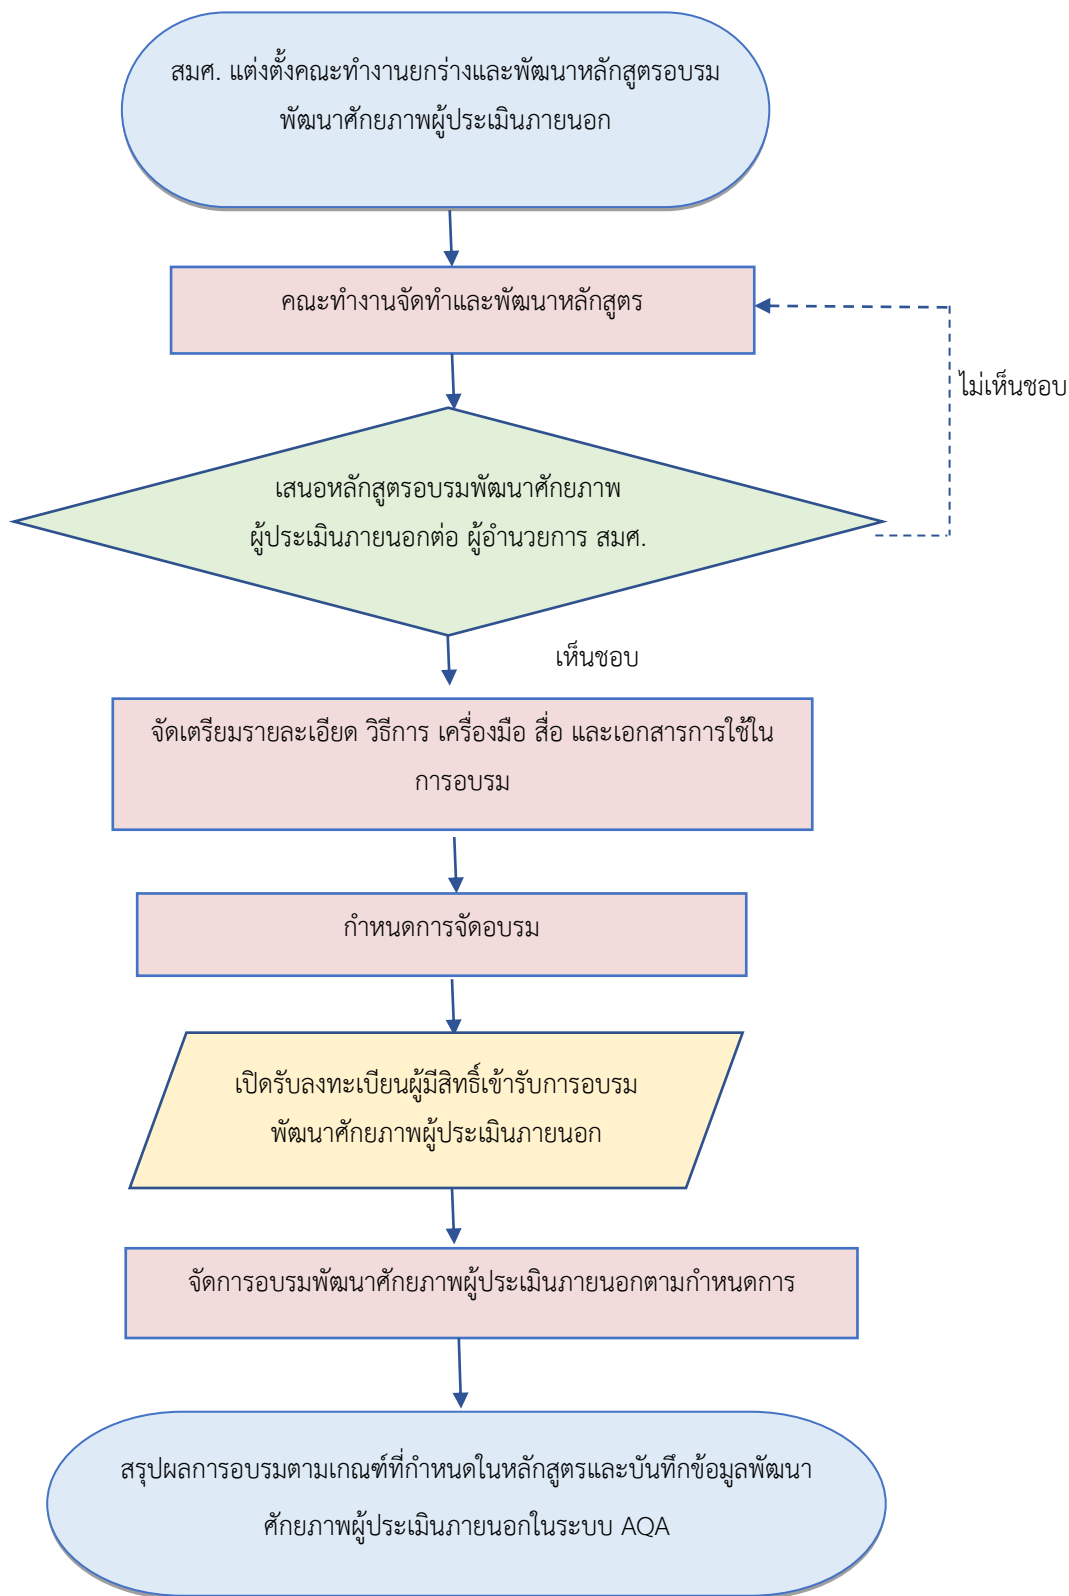 สมศ. แต่งตั้งคณะทำงานยกร่างและพัฒนาหลักสูตรอบรม
พัฒนาศักยภาพผู้ประเมินภายนอก
คณะทำงานจัดทำและพัฒนาหลักสูตร
ไม่เห็นชอบ
เสนอหลักสูตรอบรมพัฒนาศักยภาพ
ผู้ประเมินภายนอกต่อ ผู้อำนวยการ สมศ.
เห็นชอบ
จัดเตรียมรายละเอียด วิธีการ เครื่องมือ สื่อ และเอกสารการใช้ใน
การอบรม
กำหนดการจัดอบรม
เปิดรับลงทะเบียนผู้มีสิทธิ์เข้ารับการอบรม
พัฒนาศักยภาพผู้ประเมินภายนอก
จัดการอบรมพัฒนาศักยภาพผู้ประเมินภายนอกตามกำหนดการ
สรุปผลการอบรมตามเกณฑ์ที่กำหนดในหลักสูตรและบันทึกข้อมูลพัฒนา
ศักยภาพผู้ประเมินภายนอกในระบบ AQA